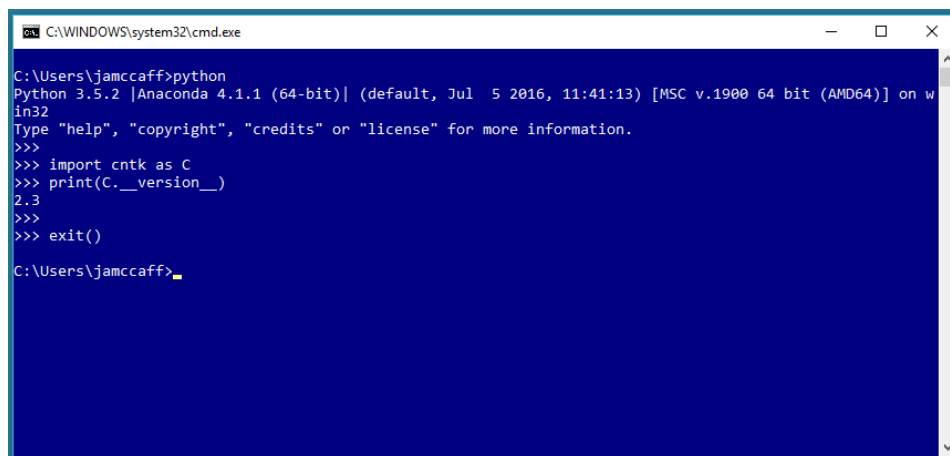 C:\WINDOWS\system32\cmd.exe
C:\Users\jamccaff>python
Python 3.5.2 |Anaconda 4.1.1 (64-bit)| (default, Jul  5 2016, 11:41:13) [MSC v.1900 64 bit (AMD64)] on w
in32
Type "help", "copyright", "credits" or "license" for more information.
>>>
>>> import cntk as C
>>> print(C.__version__)
2.3
>>>
>>> exit()
C:\Users\jamccaff>